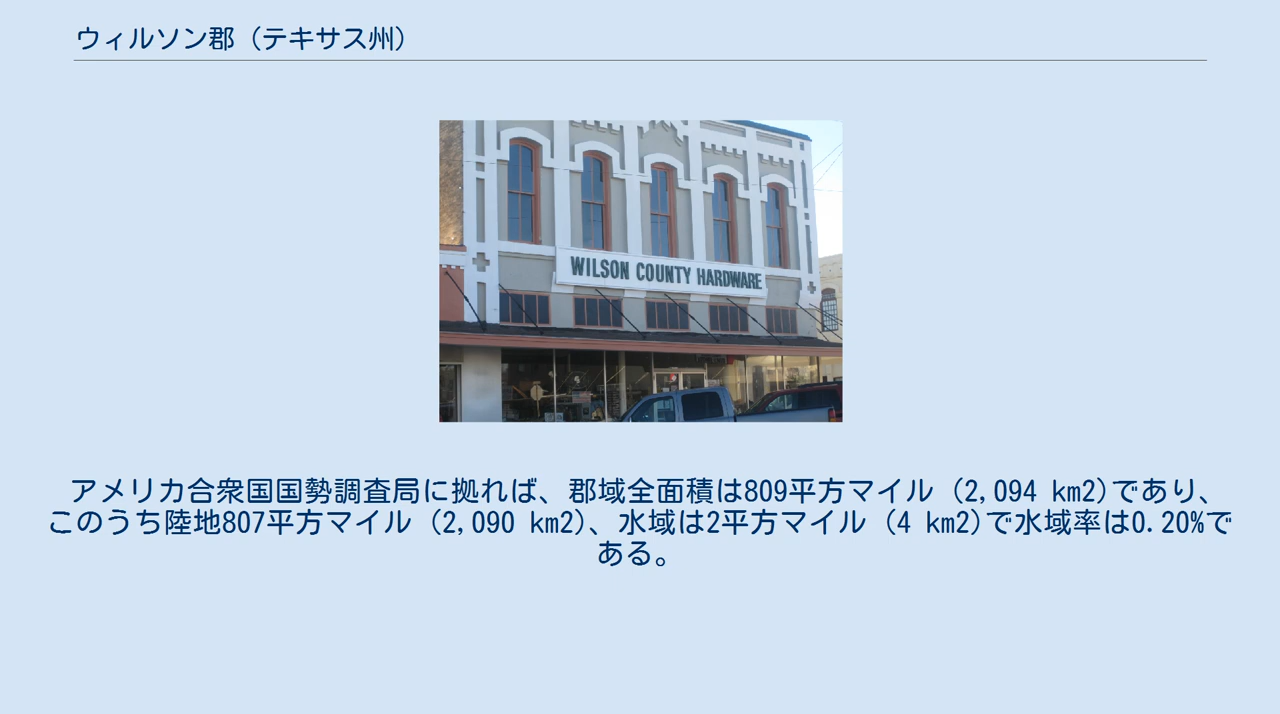 ウィルソン郡（テキサス州）
WILSON COUNTY HARDWARE
アメリカ合衆国国勢調査局に拠れば、郡域全面積は809平方マイル (2,094 km2)であり、
このうち陸地807平方マイル (2,090 km2)、水域は2平方マイル (4 km2)で水域率は0.20%で
ある。